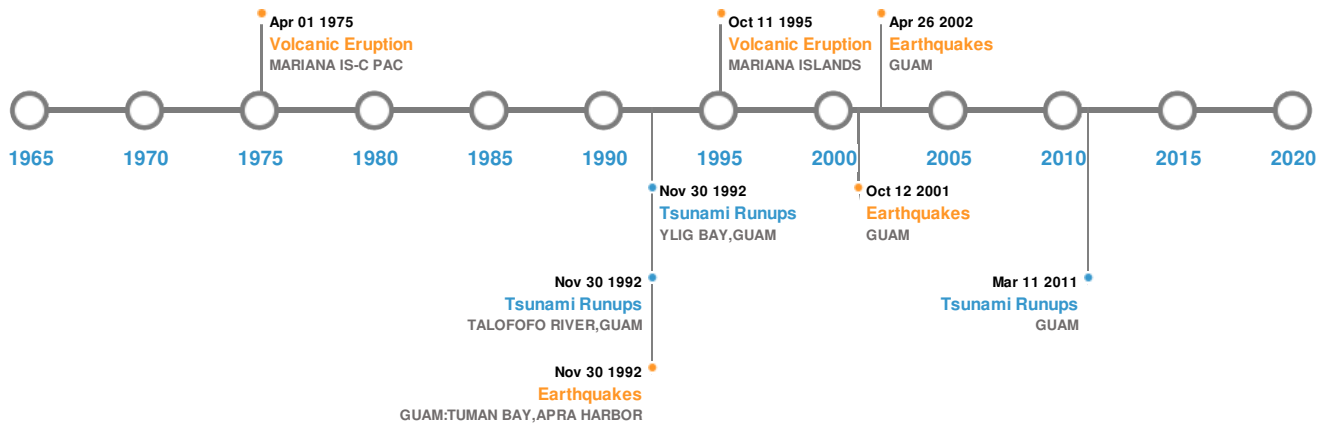 Apr 01 1975
Volcanic Eruption
MARIANA IS-C PAC
Oct 11 1995
Volcanic Eruption
MARIANA ISLANDS
Apr 26 2002
Earthquakes
GUAM
1965
1970
1975
1980
1985
1990
1995
2000
2005
2010
2015
2020
Nov 30 1992
Tsunami Runups
YLIG BAY,GUAM
Oct 12 2001
Earthquakes
GUAM
Nov 30 1992
Tsunami Runups
TALOFOFO RIVER,GUAM
Mar 11 2011
Tsunami Runups
GUAM
Nov 30 1992
Earthquakes
GUAM:TUMAN BAY,APRA HARBOR